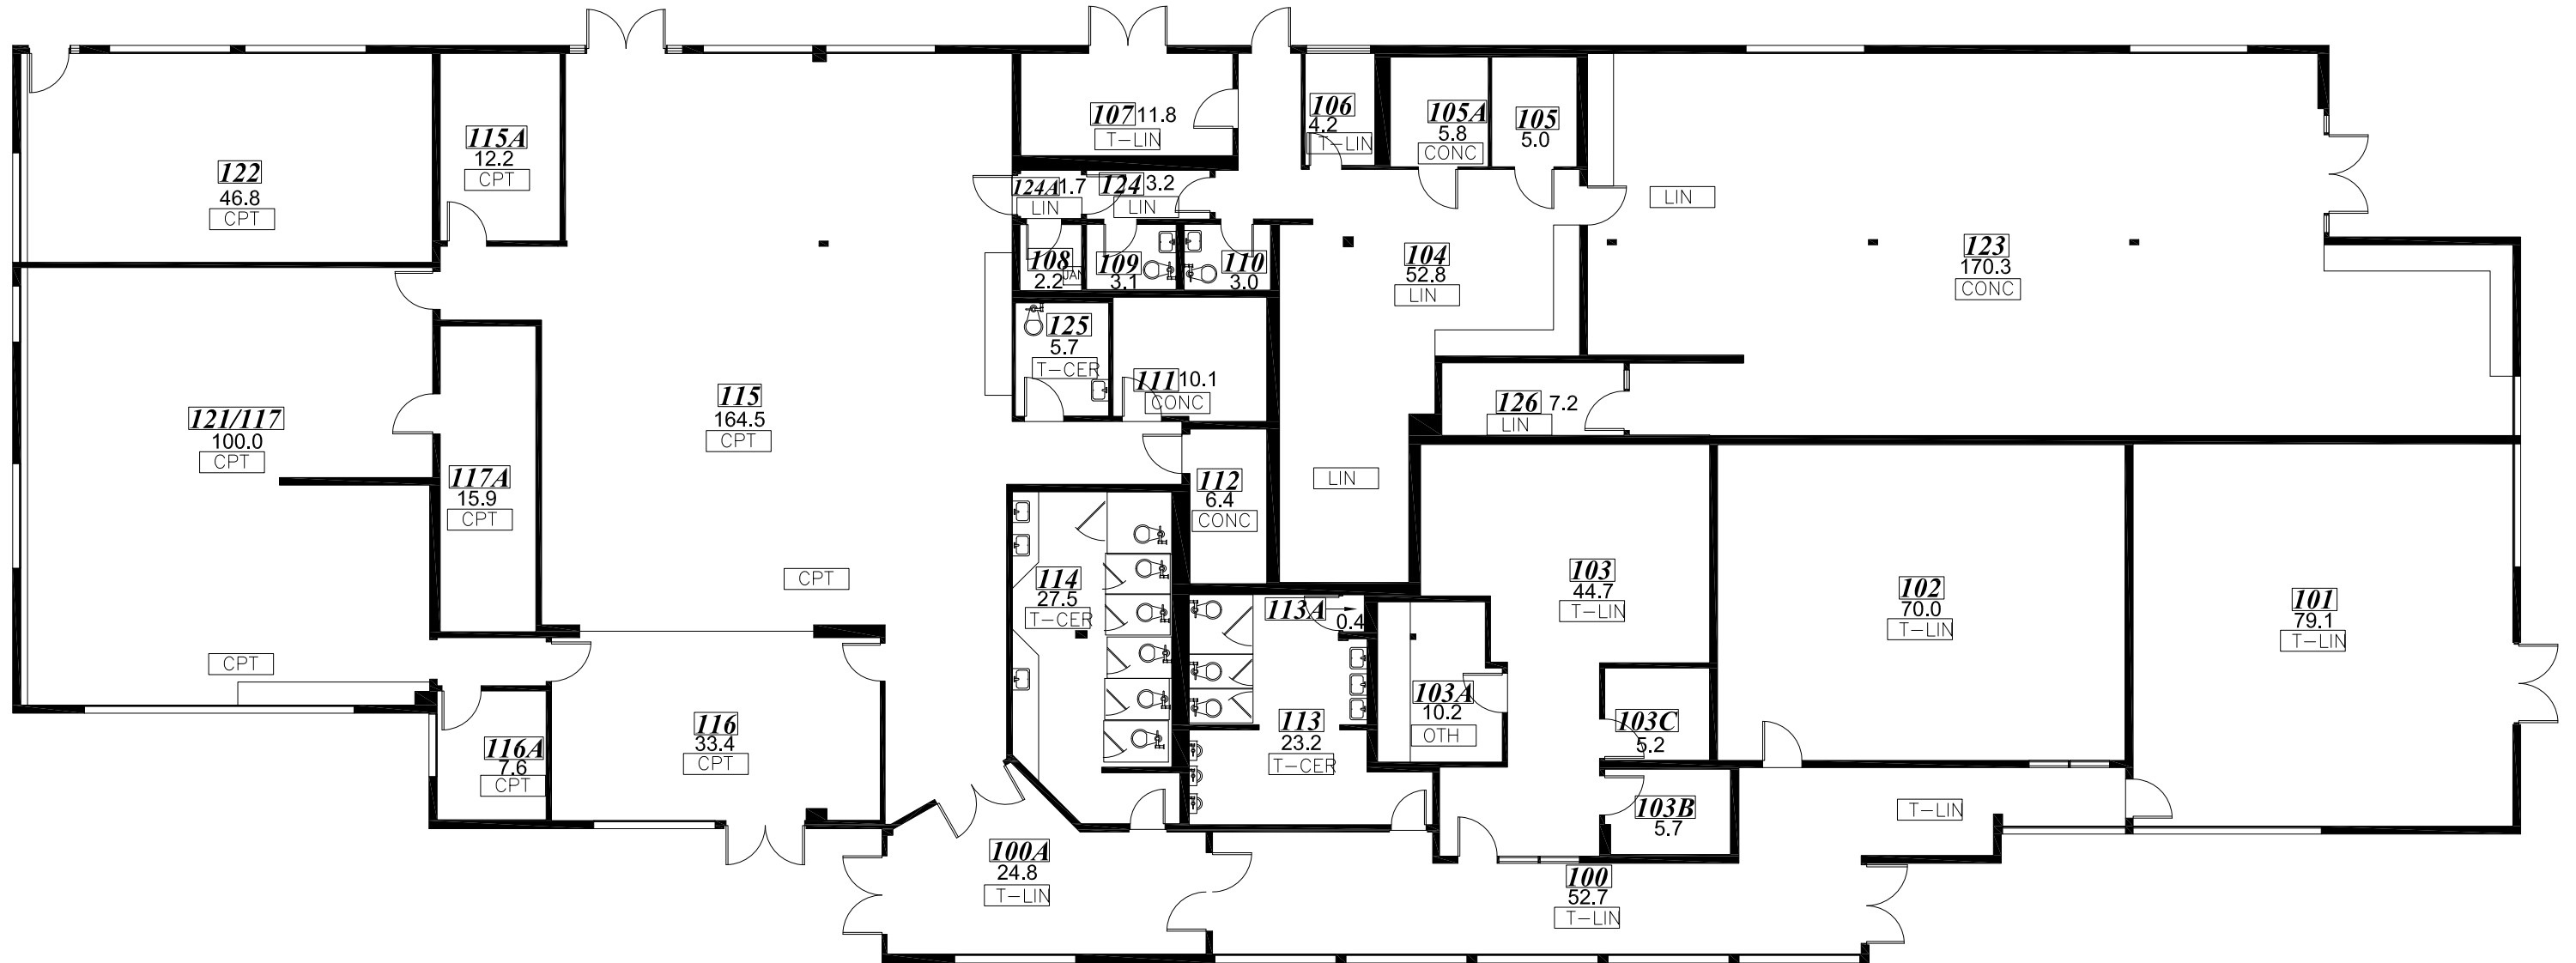 107 11.8
T-LIN
106
4.2
T-LIN
105A
5.8
CONC
105
5.0
115A
12.2
CPT
122
46.8
CPT
124A 1.7
LIN
124 3.2
LIN
LIN
108
2.2
JAN
109
3.1
110
3.0
104
52.8
LIN
123
170.3
CONC
125
5.7
T-CER
111 10.1
CONC
115
164.5
CPT
121/117
100.0
CPT
126 7.2
LIN
117A
15.9
CPT
112
6.4
CONC
LIN
CPT
114
27.5
T-CER
113A
0.4
103
44.7
T-LIN
102
70.0
T-LIN
101
79.1
T-LIN
CPT
103A
10.2
OTH
116
33.4
CPT
116A
7.6
CPT
113
23.2
T-CER
103C
5.2
103B
5.7
T-LIN
100A
24.8
T-LIN
100
52.7
T-LIN